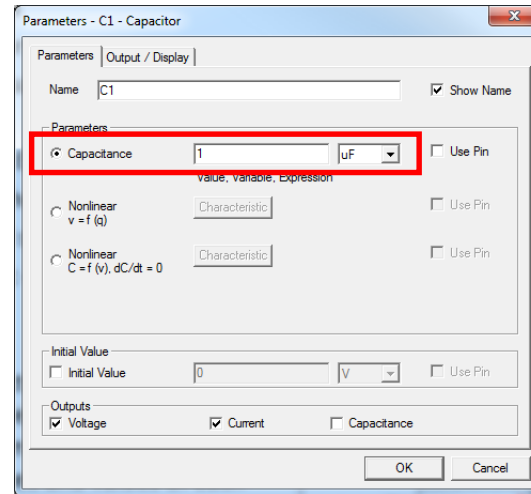 Parameters - C1 - Capacitor
Parameters Output / Display
Name C1 Show Name
Parameters
Capacitance 1 uF Use Pin
Value, Variable, Expression
Nonlinear
v = f (q) Characteristic Use Pin
Nonlinear
C = f (v), dC/dt = 0 Characteristic Use Pin
Initial Value
Initial Value 0 V Use Pin
Outputs
Voltage Current Capacitance
OK Cancel